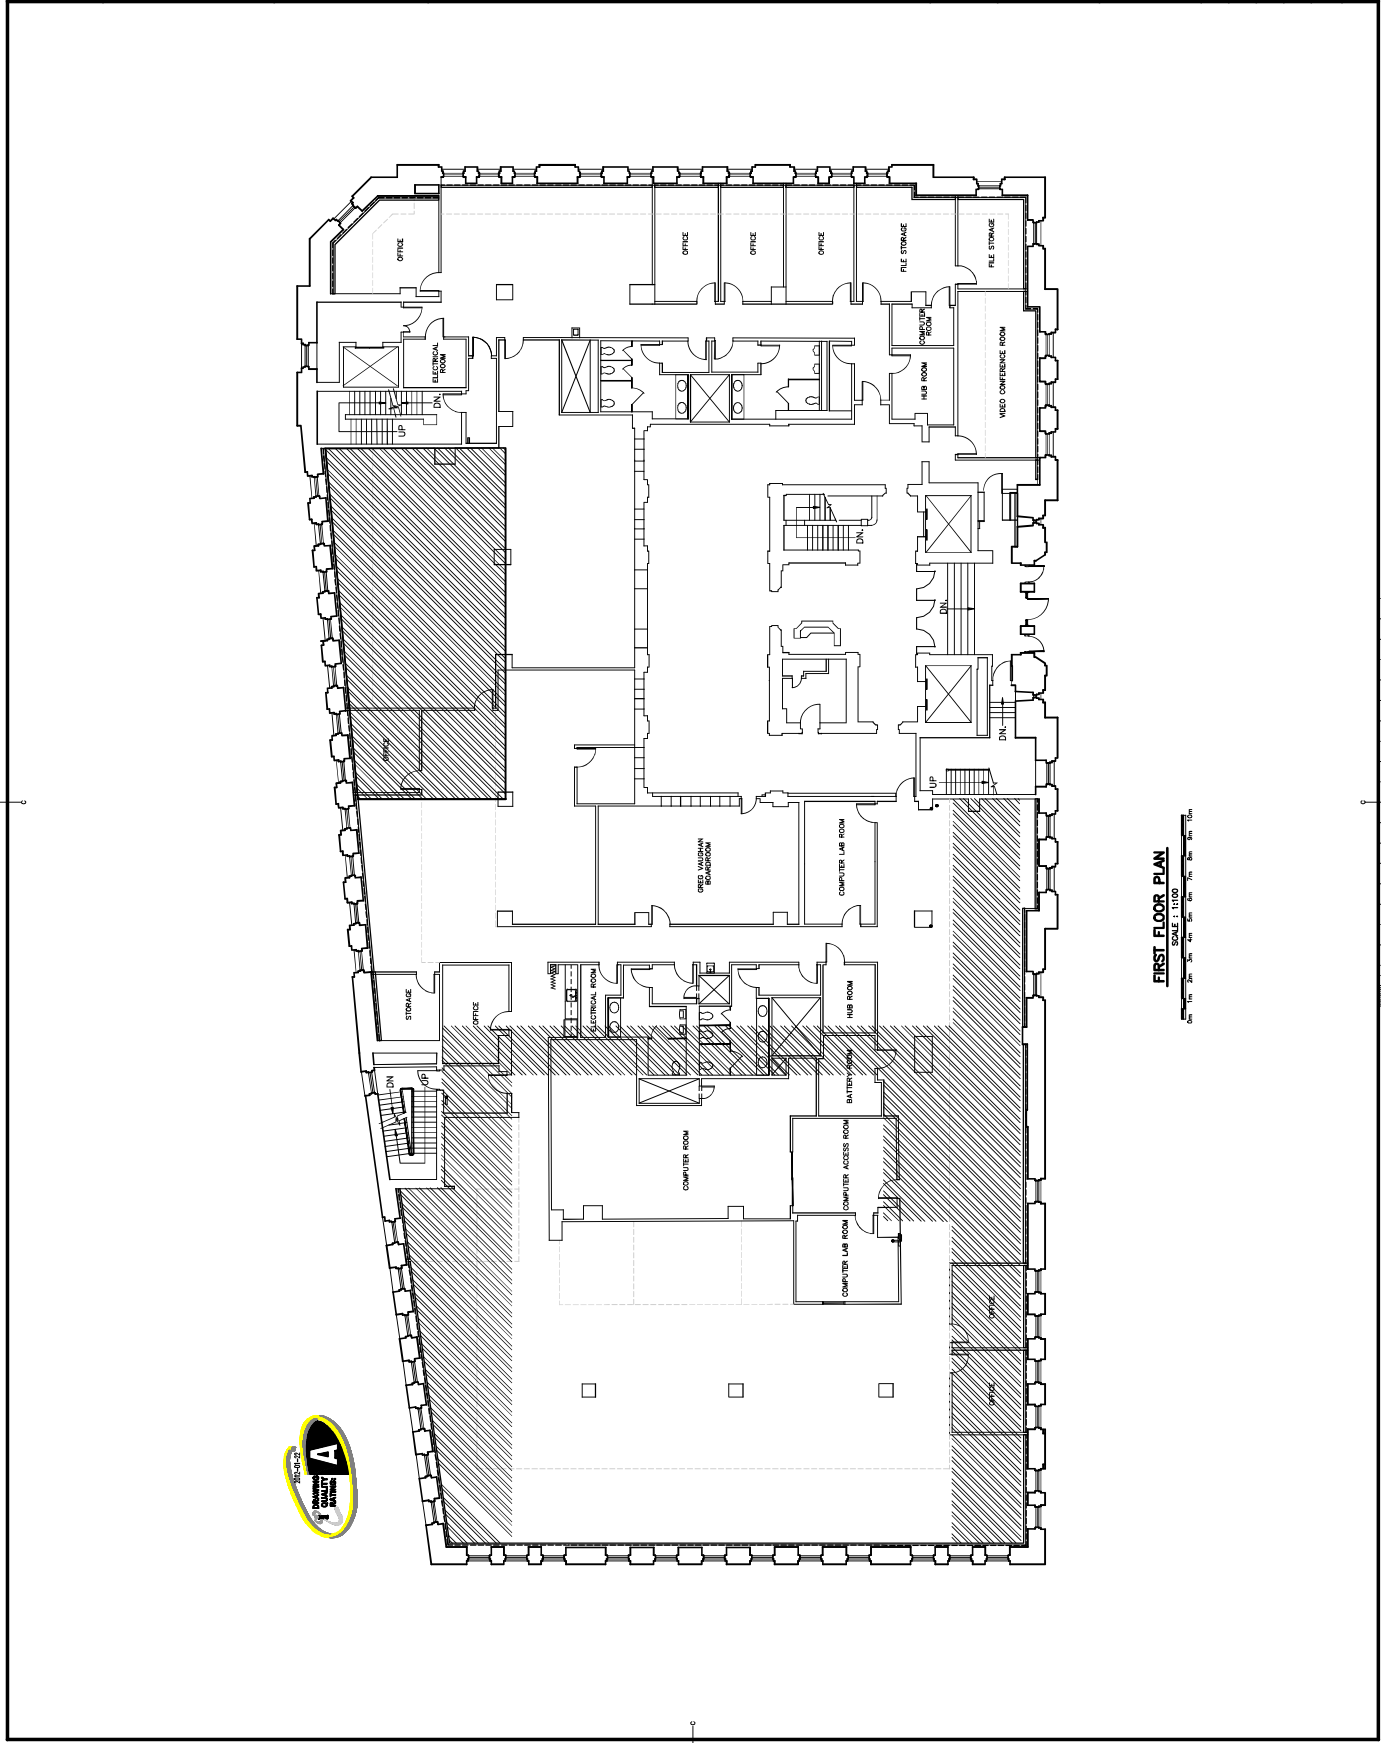 OFFICE
OFFICE
OFFICE
OFFICE
FILE STORAGE
FILE STORAGE
ELECTRICAL
ROOM
COMPUTER
ROOM
HUB ROOM
VIDEO CONFERENCE ROOM
DN.
UP
DN.
DN.
OFFICE
DN.
UP
GREG VAUGHAN
BOARDROOM
COMPUTER LAB ROOM
STORAGE
OFFICE
ELECTRICAL ROOM
HUB ROOM
DN
UP
BATTERY ROOM
COMPUTER ROOM
COMPUTER ACCESS ROOM
COMPUTER LAB ROOM
OFFICE
OFFICE
FIRST FLOOR PLAN
SCALE : 1:100
0m 1m 2m 3m 4m 5m 6m 7m 8m 9m 10m
2012-01-22
DRAWING
QUALITY
RATING:
A
C
C
C